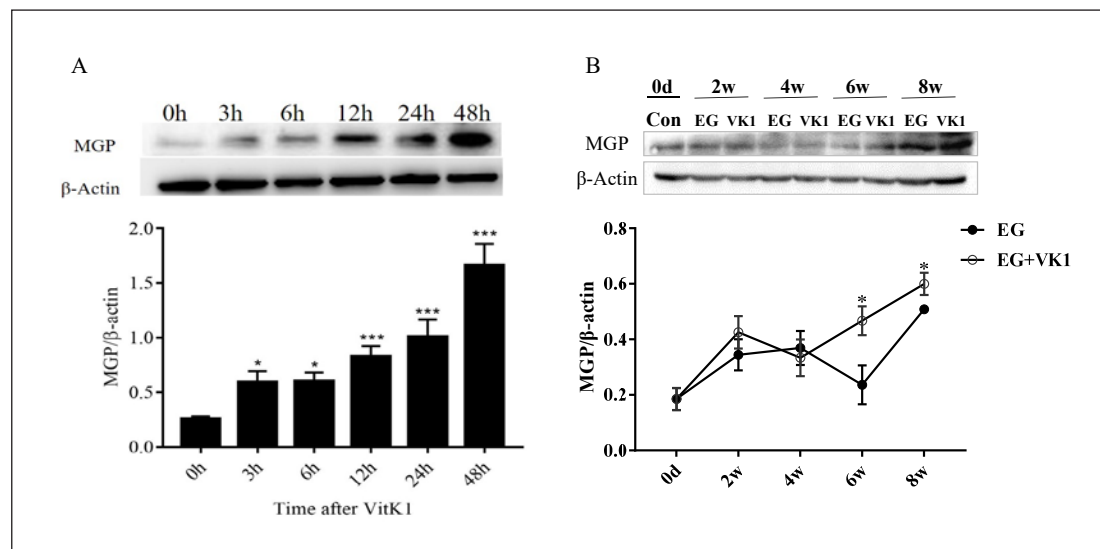 A
0h 3h 6h 12h 24h 48h
MGP
β-Actin
2.0
1.5
1.0
0.5
0.0
MGP/β-actin
* * *** *** ***
0h 3h 6h 12h 24h 48h
Time after VitK1
B
0d 2w 4w 6w 8w
Con EG VK1 EG VK1 EG VK1 EG VK1
MGP
β-Actin
EG
EG+VK1
0.8
0.6
0.4
0.2
0.0
MGP/β-actin
* *
0d 2w 4w 6w 8w